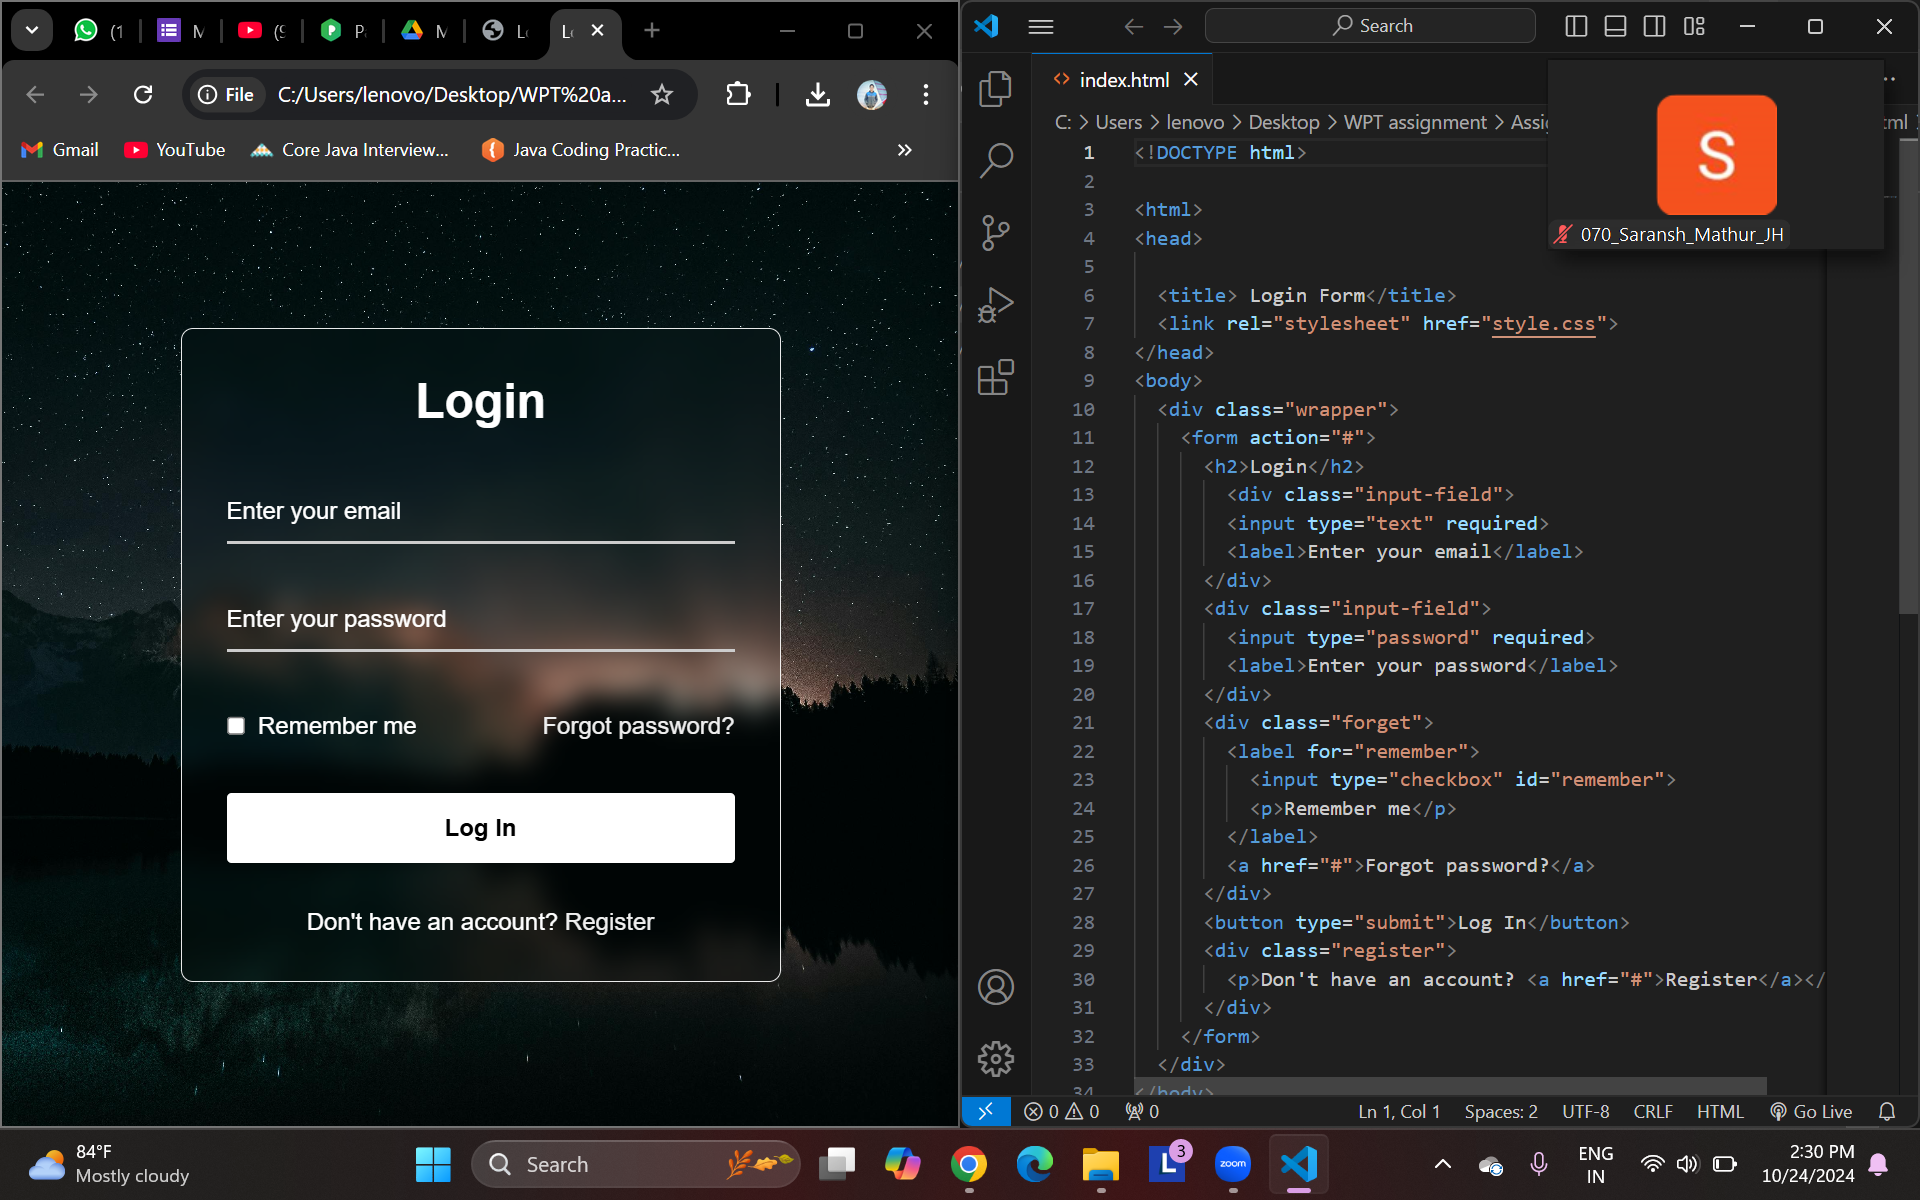 (1
M
(9
P
M
Lo
Lo
File
C:/Users/lenovo/Desktop/WPT%20a...
Gmail
YouTube
Core Java Interview...
Java Coding Practic...
Login
Enter your email
Enter your password
Remember me
Forgot password?
Log In
Don't have an account? Register
Search
index.html
C: > Users > lenovo > Desktop > WPT assignment >
S
070_Saransh_Mathur_JH
1 <!DOCTYPE html>
2
3 <html>
4 <head>
5
6 <title> Login Form</title>
7 <link rel="stylesheet" href="style.css">
8 </head>
9 <body>
10 <div class="wrapper">
11 <form action="#">
12 <h2>Login</h2>
13 <div class="input-field">
14 <input type="text" required>
15 <label>Enter your email</label>
16 </div>
17 <div class="input-field">
18 <input type="password" required>
19 <label>Enter your password</label>
20 </div>
21 <div class="forget">
22 <label for="remember">
23 <input type="checkbox" id="remember">
24 <p>Remember me</p>
25 </label>
26 <a href="#">Forgot password?</a>
27 </div>
28 <button type="submit">Log In</button>
29 <div class="register">
30 <p>Don't have an account? <a href="#">Register</a></
31 </div>
32 </form>
33 </div>
34 </body>
0 0 0
Ln 1, Col 1 Spaces: 2 UTF-8 CRLF HTML Go Live
84°F
Mostly cloudy
Search
L
3
zoom
ENG
IN
2:30 PM
10/24/2024